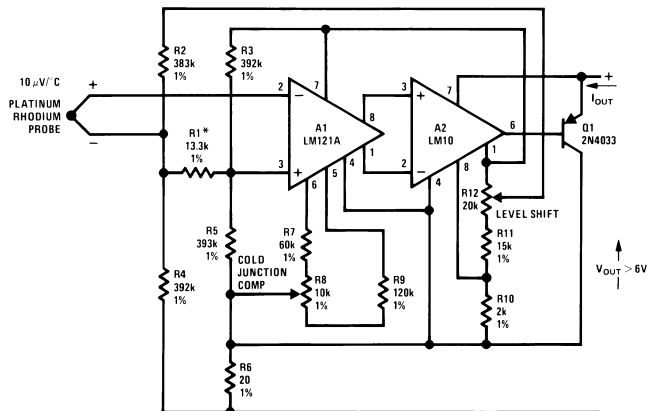 R2
383k
1%
R3
392k
1%
10 μV/°C
+
PLATINUM
RHODIUM
PROBE
−
R1*
13.3k
1%
2
−
7
A1
LM121A
8
1
3
+
6
5
4
3
+
7
A2
LM10
6
2
−
4
8
1
+
IOUT
Q1
2N4033
R12
20k
LEVEL SHIFT
R5
393k
1%
R7
60k
1%
R11
15k
1%
COLD
JUNCTION
COMP
R8
10k
1%
R9
120k
1%
R4
392k
1%
R10
2k
1%
VOUT > 6V
R6
20
1%